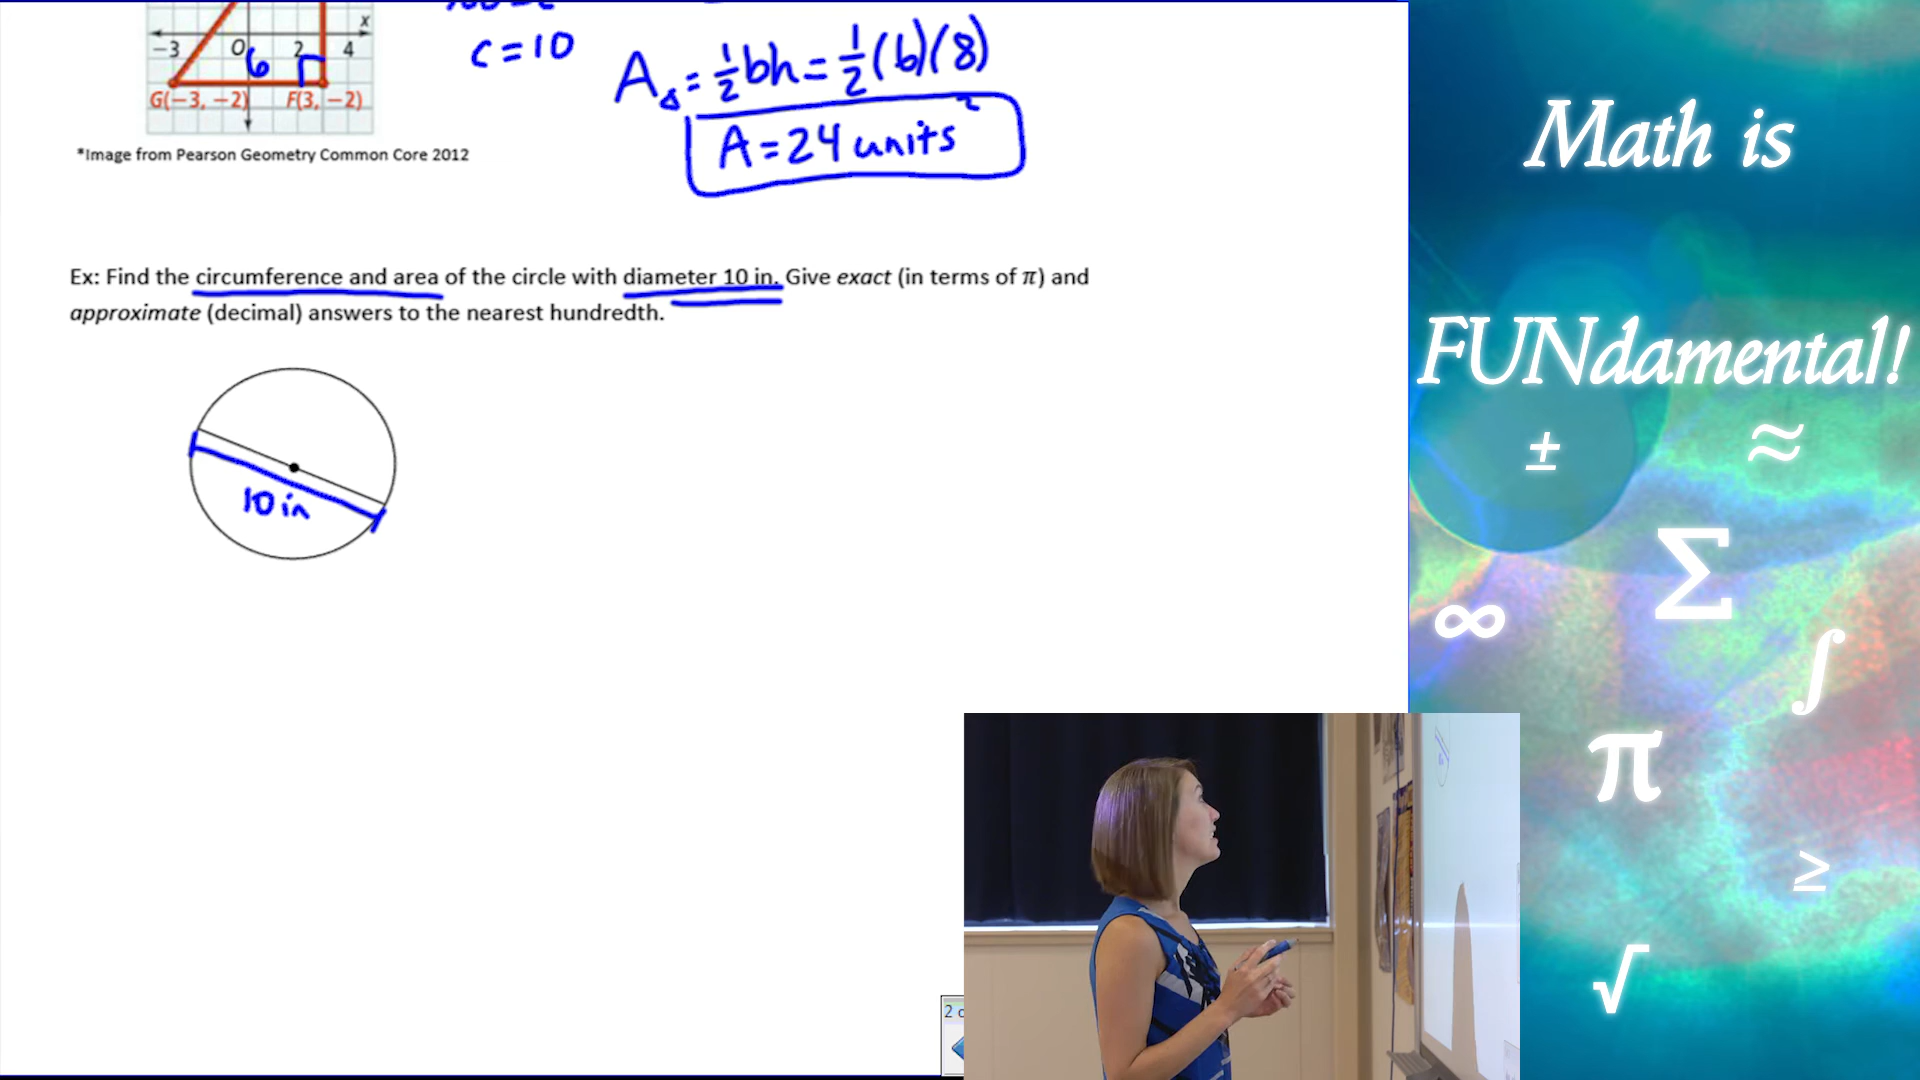 x
−3 O 2 4
6
G(−3, −2) F(3, −2)
c = 10
A△ = ½bh = ½(6)(8)
A = 24 units²
*Image from Pearson Geometry Common Core 2012
Ex: Find the circumference and area of the circle with diameter 10 in. Give exact (in terms of π) and
approximate (decimal) answers to the nearest hundredth.
10 in
Math is
FUNdamental!
± ≈
Σ
∞
∫
π
≥
√
2